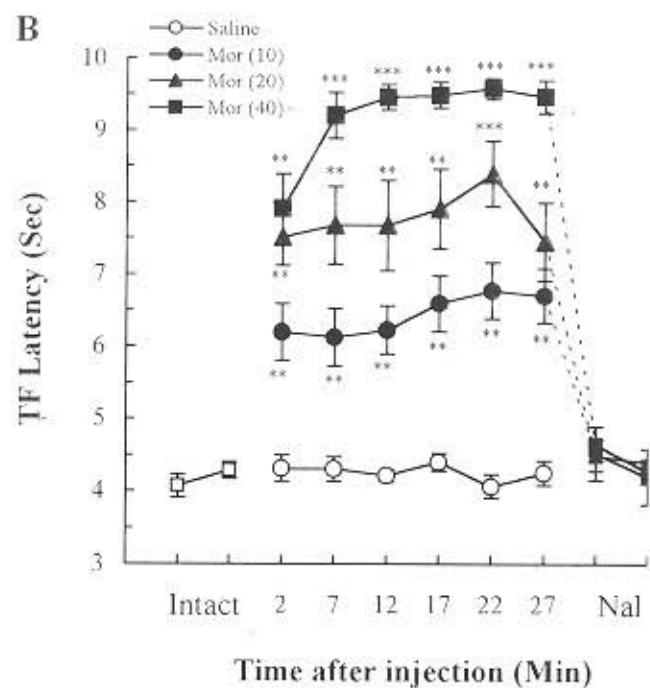 B
Saline
Mor (10)
Mor (20)
Mor (40)
10
9
8
7
6
5
4
3
TF Latency (Sec)
** *** *** *** *** ***
** ** ** *** **
**
** ** ** ** ** **
Intact 2 7 12 17 22 27 Nal
Time after injection (Min)